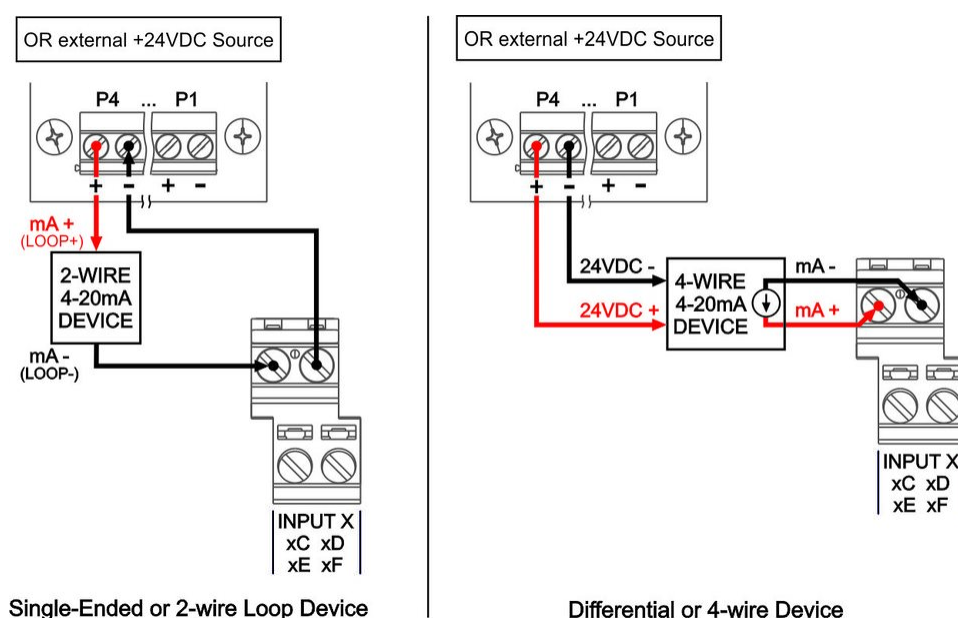 OR external +24VDC Source
P4 ... P1
+ - + -
mA +
(LOOP+)
2-WIRE
4-20mA
DEVICE
mA -
(LOOP-)
INPUT X
xC xD
xE xF
Single-Ended or 2-wire Loop Device
OR external +24VDC Source
P4 ... P1
+ - + -
24VDC -
24VDC +
4-WIRE
4-20mA
DEVICE
mA -
mA +
INPUT X
xC xD
xE xF
Differential or 4-wire Device